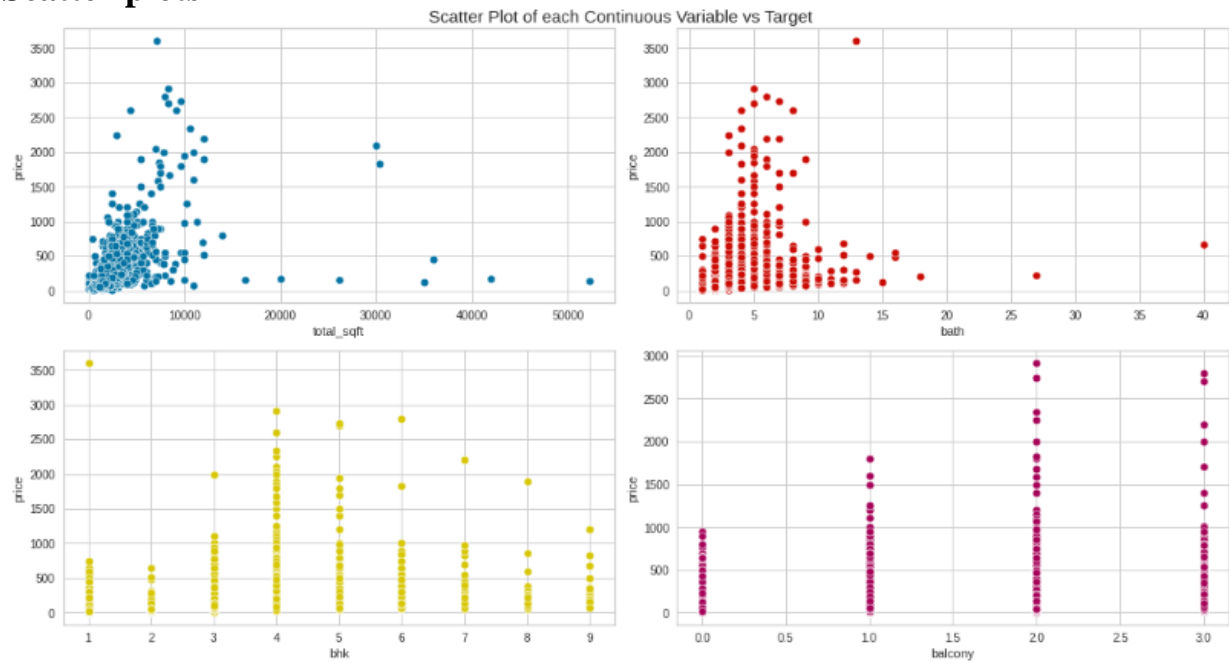 Scatter plots
Scatter Plot of each Continuous Variable vs Target
3500
3000
2500
2000
1500
1000
500
0
price
0 10000 20000 30000 40000 50000
total_sqft
3500
3000
2500
2000
1500
1000
500
0
price
0 5 10 15 20 25 30 35 40
bath
3500
3000
2500
2000
1500
1000
500
0
price
1 2 3 4 5 6 7 8 9
bhk
3000
2500
2000
1500
1000
500
0
price
0.0 0.5 1.0 1.5 2.0 2.5 3.0
balcony